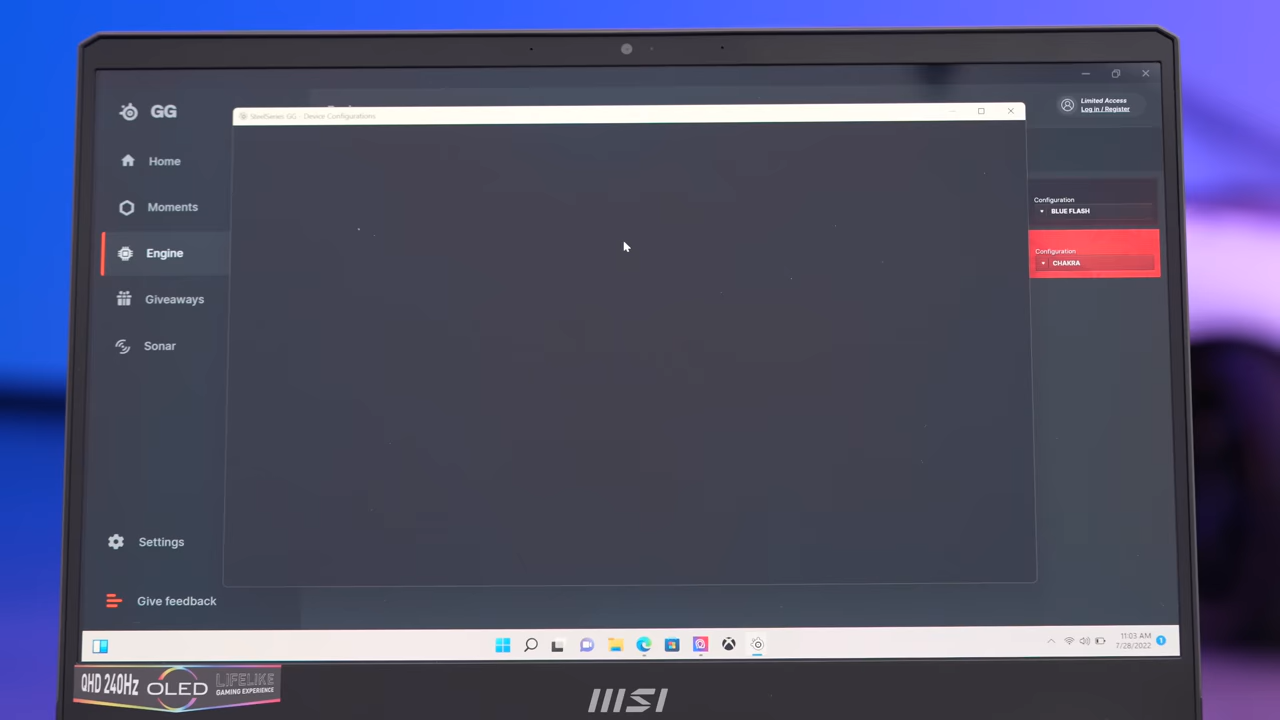 GG
Limited Access
Log in / Register
SteelSeries GG - Device Configurations
Home
Moments
Engine
Giveaways
Sonar
Configuration
BLUE FLASH
Configuration
CHAKRA
Settings
Give feedback
11:03 AM
7/28/2022
1
QHD 240Hz
OLED
LIFELIKE
GAMING EXPERIENCE
msi